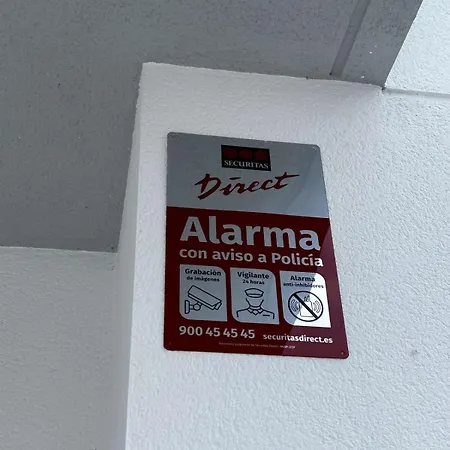 SECURITAS
Direct
Alarma
con aviso a Policía
Grabación
de imágenes
Vigilante
24 horas
Alarma
anti-inhibidores
900 45 45 45 securitasdirect.es